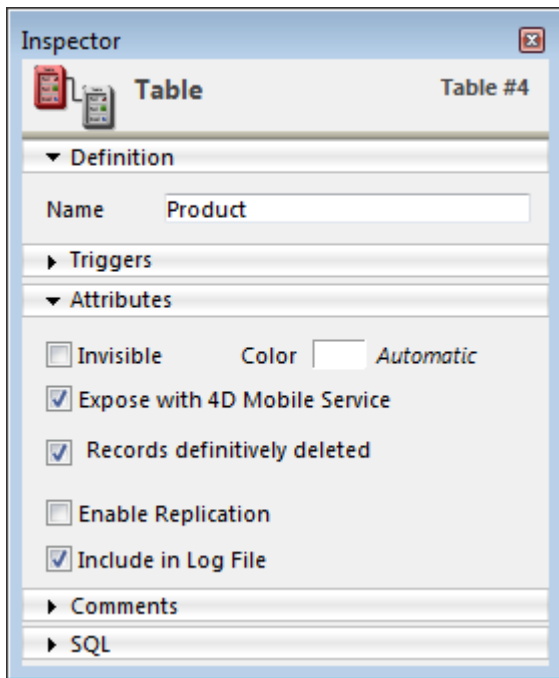 Inspector
Table Table #4
Definition
Name Product
Triggers
Attributes
Invisible Color Automatic
Expose with 4D Mobile Service
Records definitively deleted
Enable Replication
Include in Log File
Comments
SQL